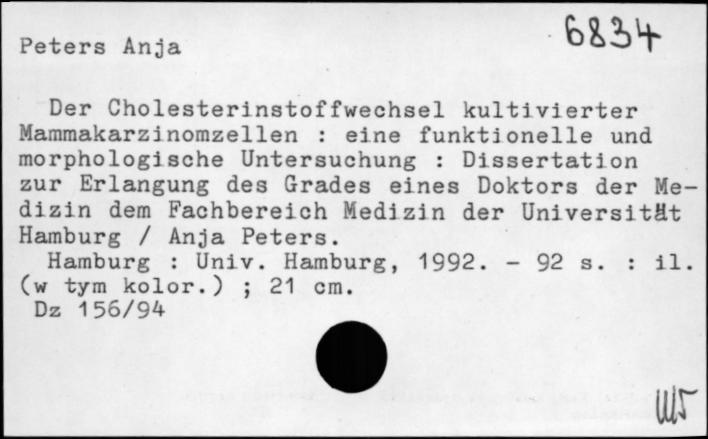 6834
Peters Anja
Der Cholesterinstoffwechsel kultivierter
Mammakarzinomzellen : eine funktionelle und
morphologische Untersuchung : Dissertation
zur Erlangung des Grades eines Doktors der Me-
dizin dem Fachbereich Medizin der Universität
Hamburg / Anja Peters.
Hamburg : Univ. Hamburg, 1992. - 92 s. : il.
(w tym kolor.) ; 21 cm.
Dz 156/94